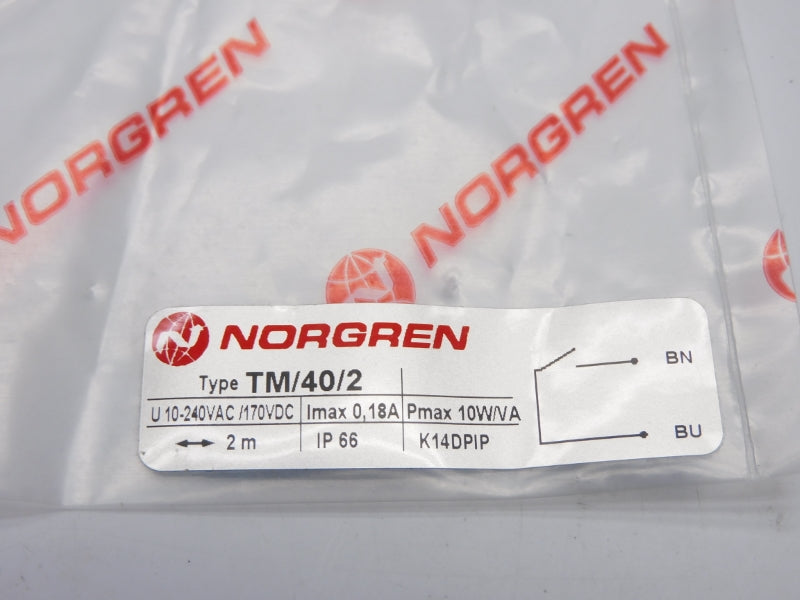 NORGREN
NORGREN
NORGREN
Type TM/40/2
U 10-240VAC /170VDC Imax 0,18A Pmax 10W/VA
2 m IP 66 K14DPIP
BN
BU